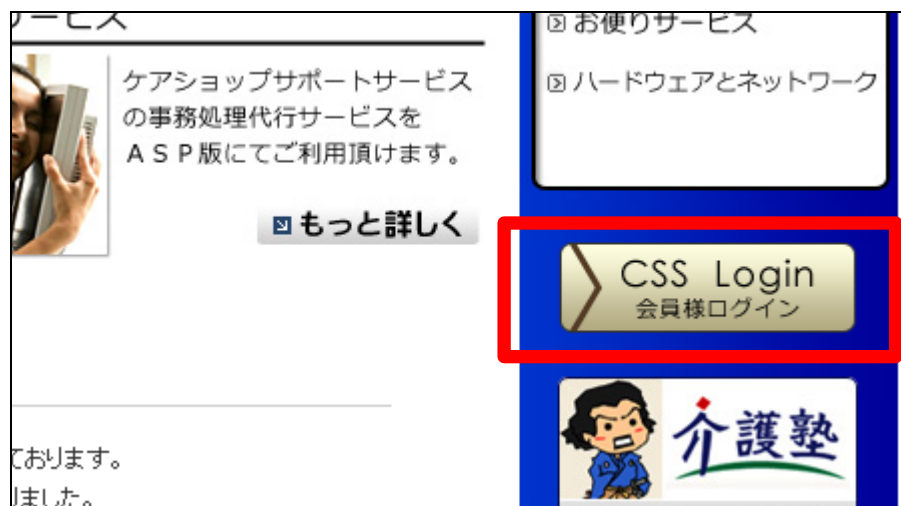 ービス
ケアショップサポートサービス
の事務処理代行サービスを
ＡＳＰ版にてご利用頂けます。
もっと詳しく
ております。
りました。
お便りサービス
ハードウェアとネットワーク
CSS Login
会員様ログイン
介護塾